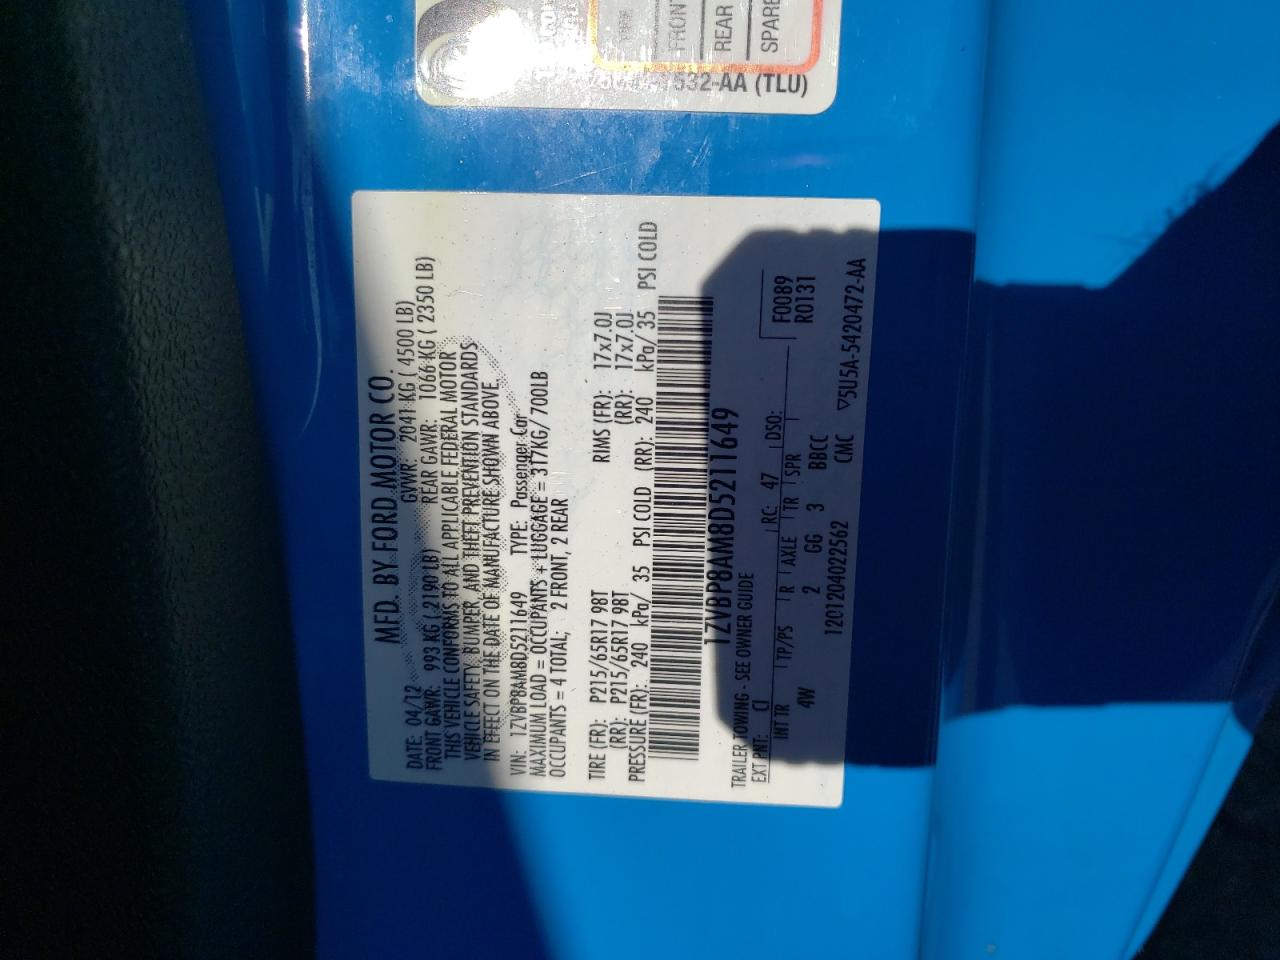 FRONT
REAR
SPARE
532-AA (TLU)
MFD. BY FORD MOTOR CO.
DATE: 04/12 GVWR: 2041 KG ( 4500 LB)
FRONT GAWR: 993 KG ( 2190 LB) REAR GAWR: 1066 KG ( 2350 LB)
THIS VEHICLE CONFORMS TO ALL APPLICABLE FEDERAL MOTOR
VEHICLE SAFETY, BUMPER, AND THEFT PREVENTION STANDARDS
IN EFFECT ON THE DATE OF MANUFACTURE SHOWN ABOVE.
VIN: 1ZVBP8AM8D5211649 TYPE: Passenger Car
MAXIMUM LOAD = OCCUPANTS + LUGGAGE = 317KG/ 700LB
OCCUPANTS = 4 TOTAL; 2 FRONT, 2 REAR
TIRE (FR): P215/65R17 98T RIMS (FR): 17x7.0J
(RR): P215/65R17 98T (RR): 17x7.0J
PRESSURE (FR): 240 kPa/ 35 PSI COLD (RR): 240 kPa/ 35 PSI COLD
1ZVBP8AM8D5211649
TRAILER TOWING - SEE OWNER GUIDE
EXT PNT: CI RC: 47 DSO: F0089
R0131
INT TR TP/PS R AXLE TR SPR
4W 2 GG 3 BBCC
120120402256​2 CMC ▽5U5A-5420472-AA